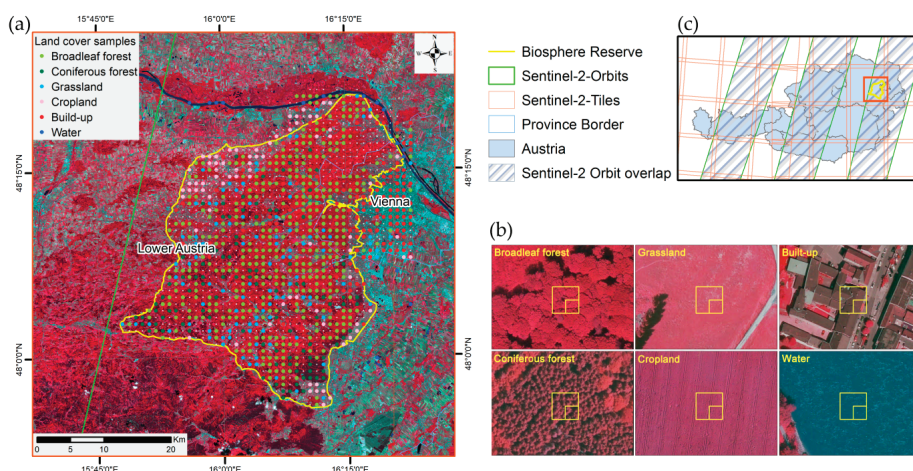 (a)
15°45'0"E
16°0'0"E
16°15'0"E
Land cover samples
Broadleaf forest
Coniferous forest
Grassland
Cropland
Build-up
Water
N
W
E
S
48°15'0"N
48°15'0"N
Vienna
Lower Austria
48°0'0"N
48°0'0"N
Km
0
5
10
20
15°45'0"E
16°0'0"E
16°15'0"E
Biosphere Reserve
Sentinel-2-Orbits
Sentinel-2-Tiles
Province Border
Austria
Sentinel-2 Orbit overlap
(c)
(b)
Broadleaf forest
Grassland
Built-up
Coniferous forest
Cropland
Water